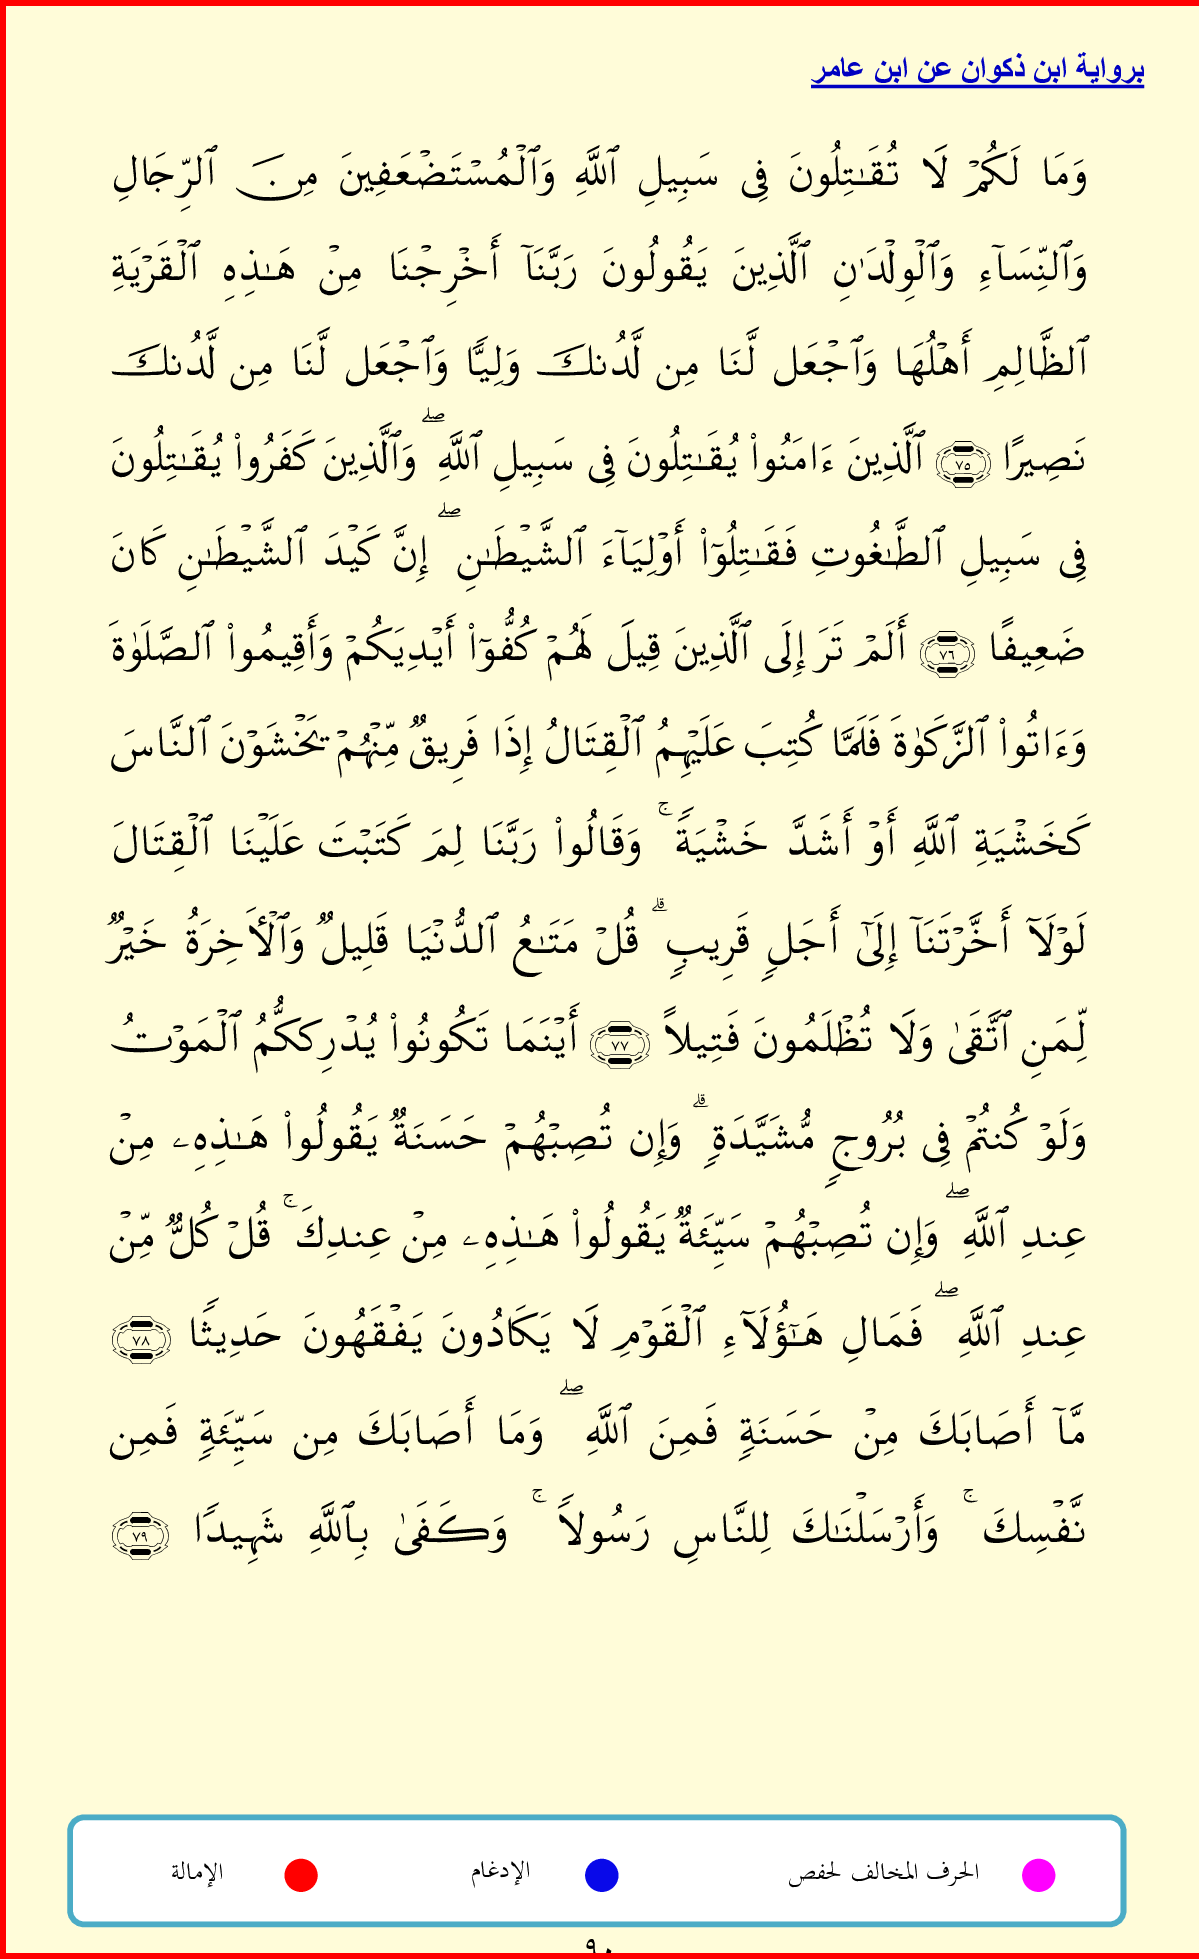 برواية ابن ذكوان عن ابن عامر
وَمَا لَكُمۡ لَا تُقَـٰتِلُونَ فِى سَبِيلِ ٱللَّهِ وَٱلۡمُسۡتَضۡعَفِينَ مِنَ ٱلرِّجَالِ
وَٱلنِّسَآءِ وَٱلۡوِلۡدَٰنِ ٱلَّذِينَ يَقُولُونَ رَبَّنَآ أَخۡرِجۡنَا مِنۡ هَـٰذِهِ ٱلۡقَرۡيَةِ
ٱلظَّالِمِ أَهۡلُهَا وَٱجۡعَل لَّنَا مِن لَّدُنكَ وَلِيًّا وَٱجۡعَل لَّنَا مِن لَّدُنكَ
نَصِيرًا ٧٥ ٱلَّذِينَ ءَامَنُواْ يُقَـٰتِلُونَ فِى سَبِيلِ ٱللَّهِ ۖ وَٱلَّذِينَ كَفَرُواْ يُقَـٰتِلُونَ
فِى سَبِيلِ ٱلطَّـٰغُوتِ فَقَـٰتِلُوٓاْ أَوۡلِيَآءَ ٱلشَّيۡطَـٰنِ ۖ إِنَّ كَيۡدَ ٱلشَّيۡطَـٰنِ كَانَ
ضَعِيفًا ٧٦ أَلَمۡ تَرَ إِلَى ٱلَّذِينَ قِيلَ لَهُمۡ كُفُّوٓاْ أَيۡدِيَكُمۡ وَأَقِيمُواْ ٱلصَّلَوٰةَ
وَءَاتُواْ ٱلزَّكَوٰةَ فَلَمَّا كُتِبَ عَلَيۡهِمُ ٱلۡقِتَالُ إِذَا فَرِيقٌ مِّنۡهُمۡ يَخۡشَوۡنَ ٱلنَّاسَ
كَخَشۡيَةِ ٱللَّهِ أَوۡ أَشَدَّ خَشۡيَةً ۚ وَقَالُواْ رَبَّنَا لِمَ كَتَبۡتَ عَلَيۡنَا ٱلۡقِتَالَ
لَوۡلَآ أَخَّرۡتَنَآ إِلَىٰٓ أَجَلٍ قَرِيبٍ ۗ قُلۡ مَتَـٰعُ ٱلدُّنۡيَا قَلِيلٌ وَٱلۡأَخِرَةُ خَيۡرٌ
لِّمَنِ ٱتَّقَىٰ وَلَا تُظۡلَمُونَ فَتِيلاً ٧٧ أَيۡنَمَا تَكُونُواْ يُدۡرِككُّمُ ٱلۡمَوۡتُ
وَلَوۡ كُنتُمۡ فِى بُرُوجٍ مُّشَيَّدَةٍ ۗ وَإِن تُصِبۡهُمۡ حَسَنَةٌ يَقُولُواْ هَـٰذِهِۦ مِنۡ
عِندِ ٱللَّهِ ۖ وَإِن تُصِبۡهُمۡ سَيِّئَةٌ يَقُولُواْ هَـٰذِهِۦ مِنۡ عِندِكَ ۚ قُلۡ كُلٌّ مِّنۡ
عِندِ ٱللَّهِ ۖ فَمَالِ هَـٰٓؤُلَآءِ ٱلۡقَوۡمِ لَا يَكَادُونَ يَفۡقَهُونَ حَدِيثًا ٧٨
مَّآ أَصَابَكَ مِنۡ حَسَنَةٍ فَمِنَ ٱللَّهِ ۖ وَمَا أَصَابَكَ مِن سَيِّئَةٍ فَمِن
نَّفۡسِكَ ۚ وَأَرۡسَلۡنَـٰكَ لِلنَّاسِ رَسُولاً ۚ وَكَفَىٰ بِٱللَّهِ شَهِيدًا ٧٩
الحرف المخالف لحفص الإدغام الإمالة
٩٠